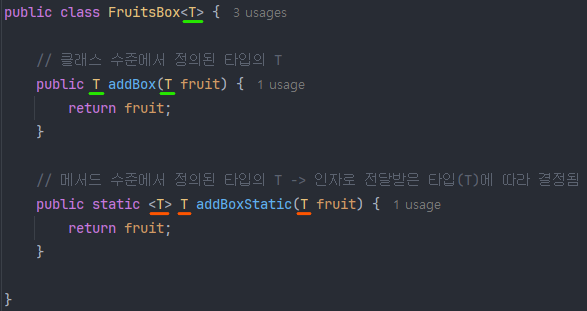 public class FruitsBox<T> { 3 usages
// 클래스 수준에서 정의된 타입의 T
public T addBox(T fruit) { 1 usage
return fruit;
}
// 메서드 수준에서 정의된 타입의 T -> 인자로 전달받은 타입(T)에 따라 결정됨
public static <T> T addBoxStatic(T fruit) { 1 usage
return fruit;
}
}